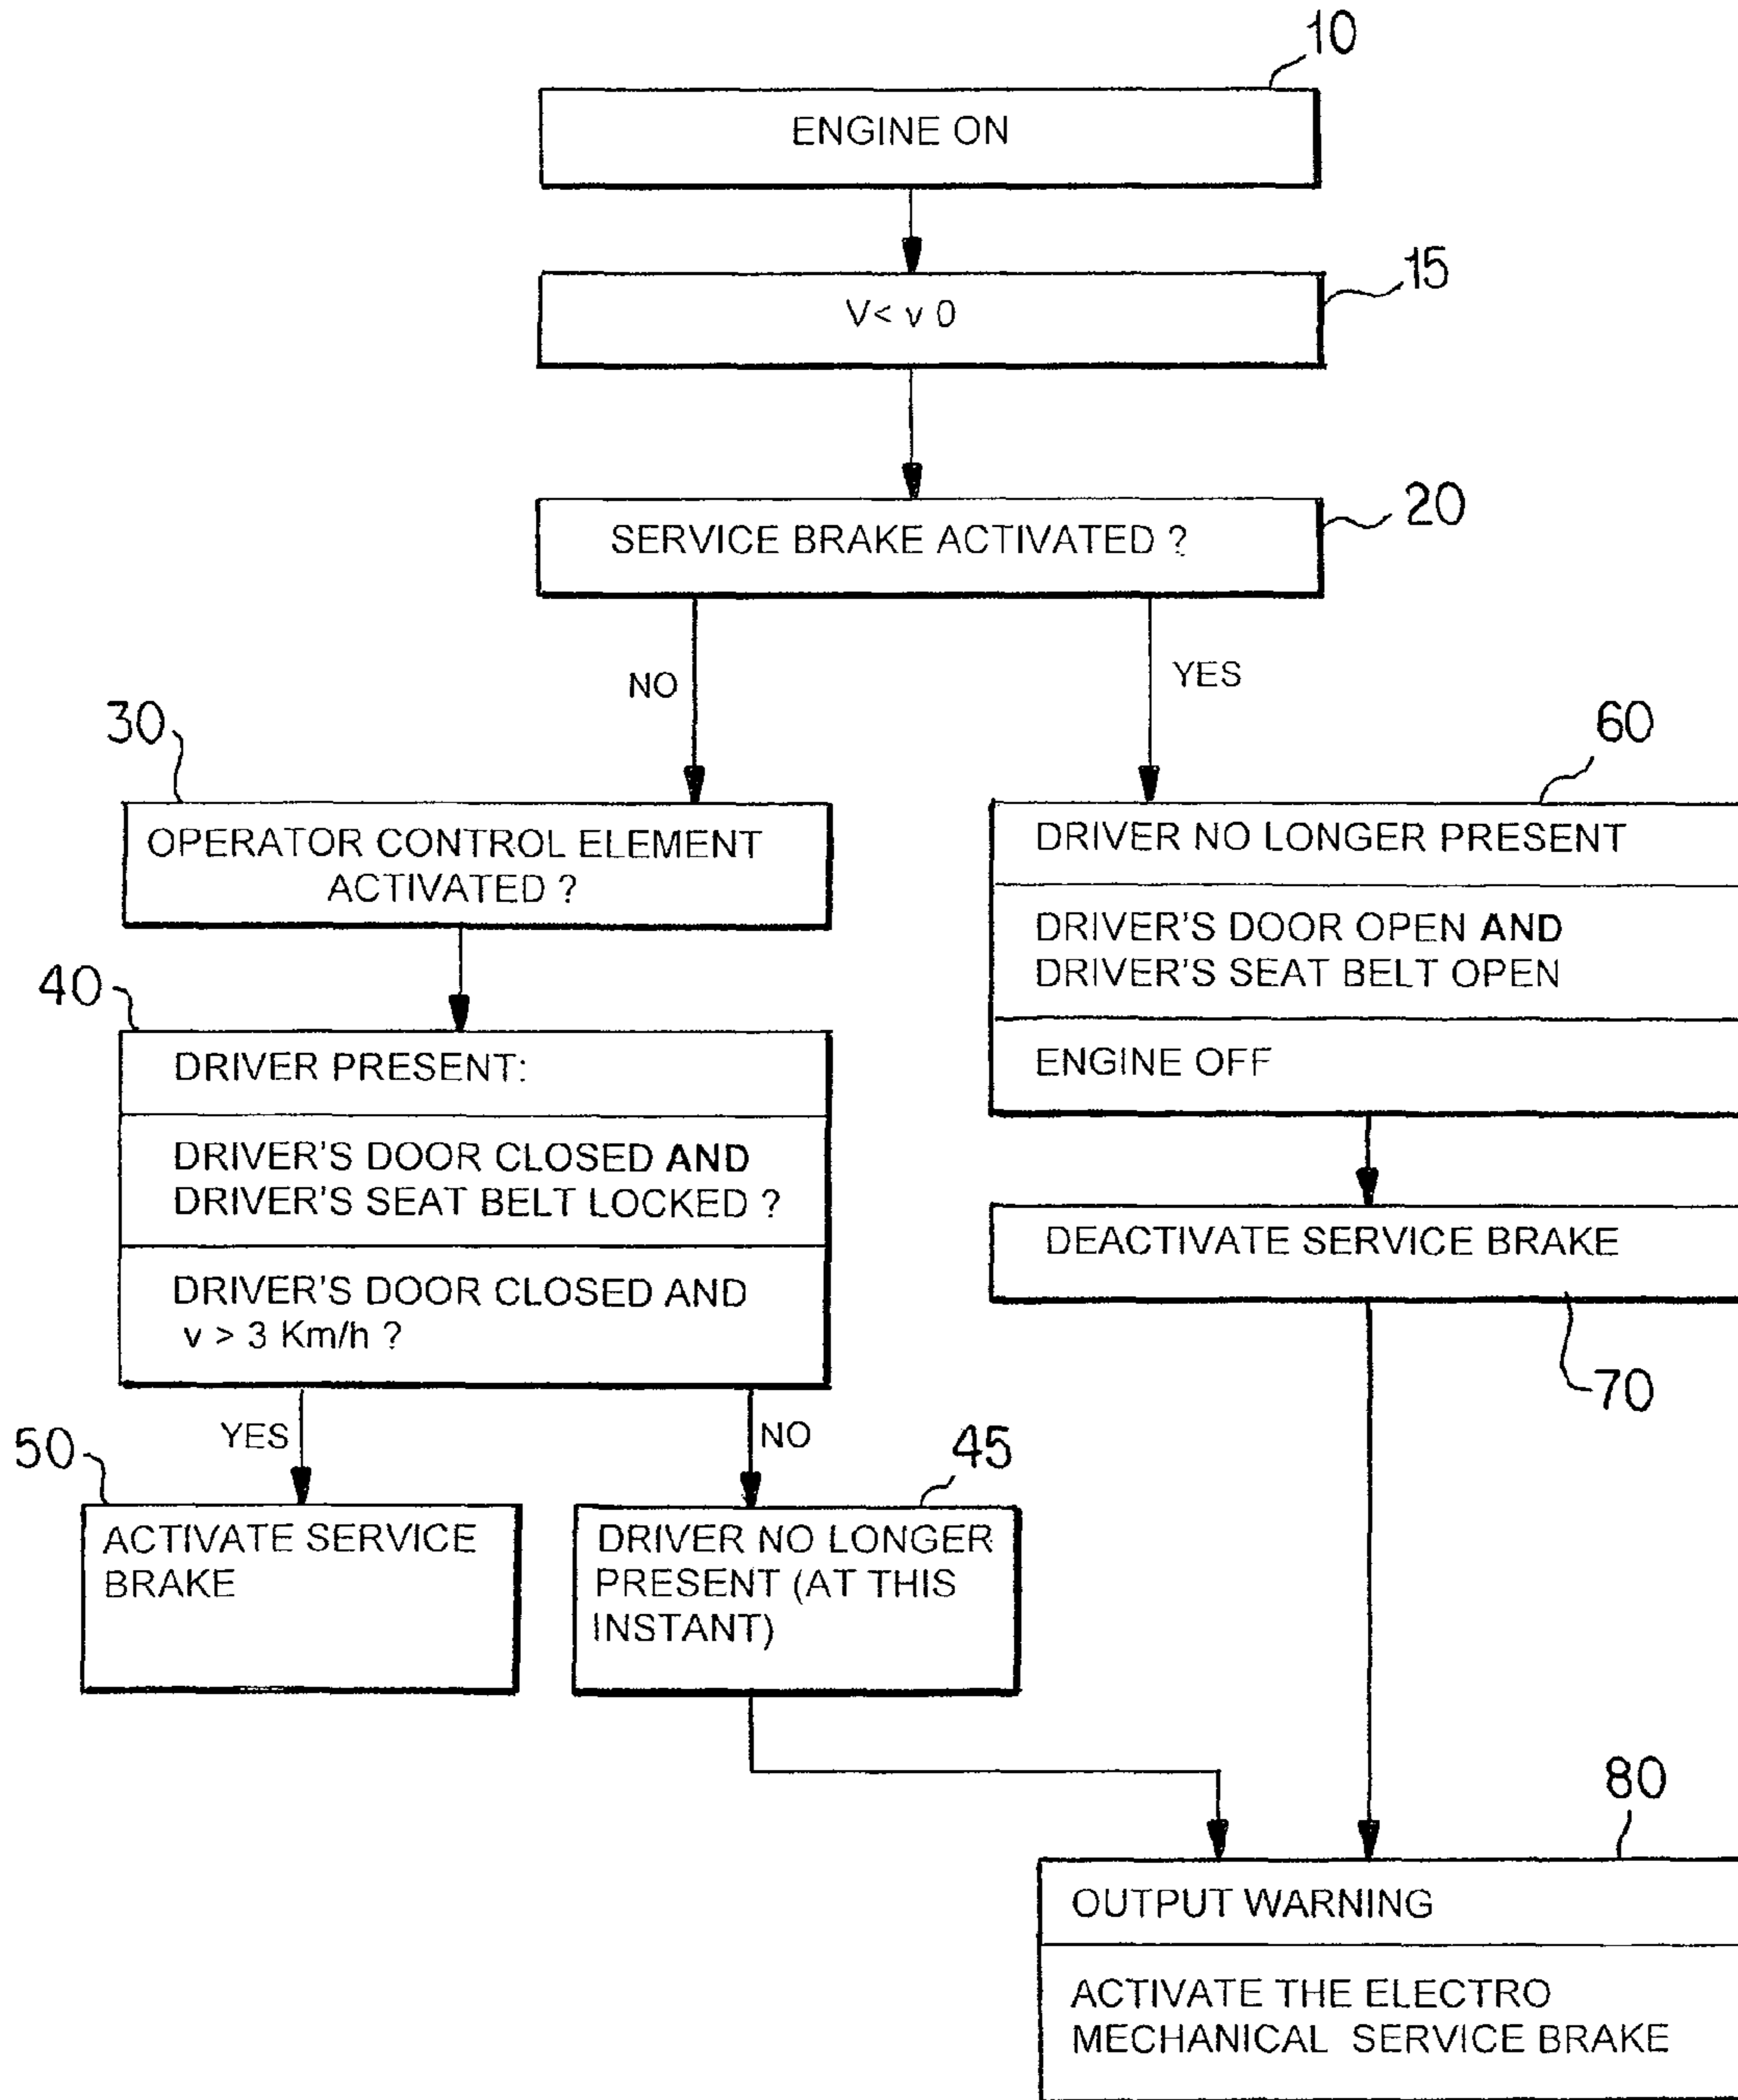 10
ENGINE ON
15
V< v 0
20
SERVICE BRAKE ACTIVATED ?
NO
YES
30
OPERATOR CONTROL ELEMENT
ACTIVATED ?
60
DRIVER NO LONGER PRESENT
DRIVER'S DOOR OPEN AND
DRIVER'S SEAT BELT OPEN
ENGINE OFF
40
DRIVER PRESENT:
DRIVER'S DOOR CLOSED AND
DRIVER'S SEAT BELT LOCKED ?
DRIVER'S DOOR CLOSED AND
v > 3 Km/h ?
DEACTIVATE SERVICE BRAKE
70
YES
NO
50
ACTIVATE SERVICE
BRAKE
45
DRIVER NO LONGER
PRESENT (AT THIS
INSTANT)
80
OUTPUT WARNING
ACTIVATE THE ELECTRO
MECHANICAL SERVICE BRAKE